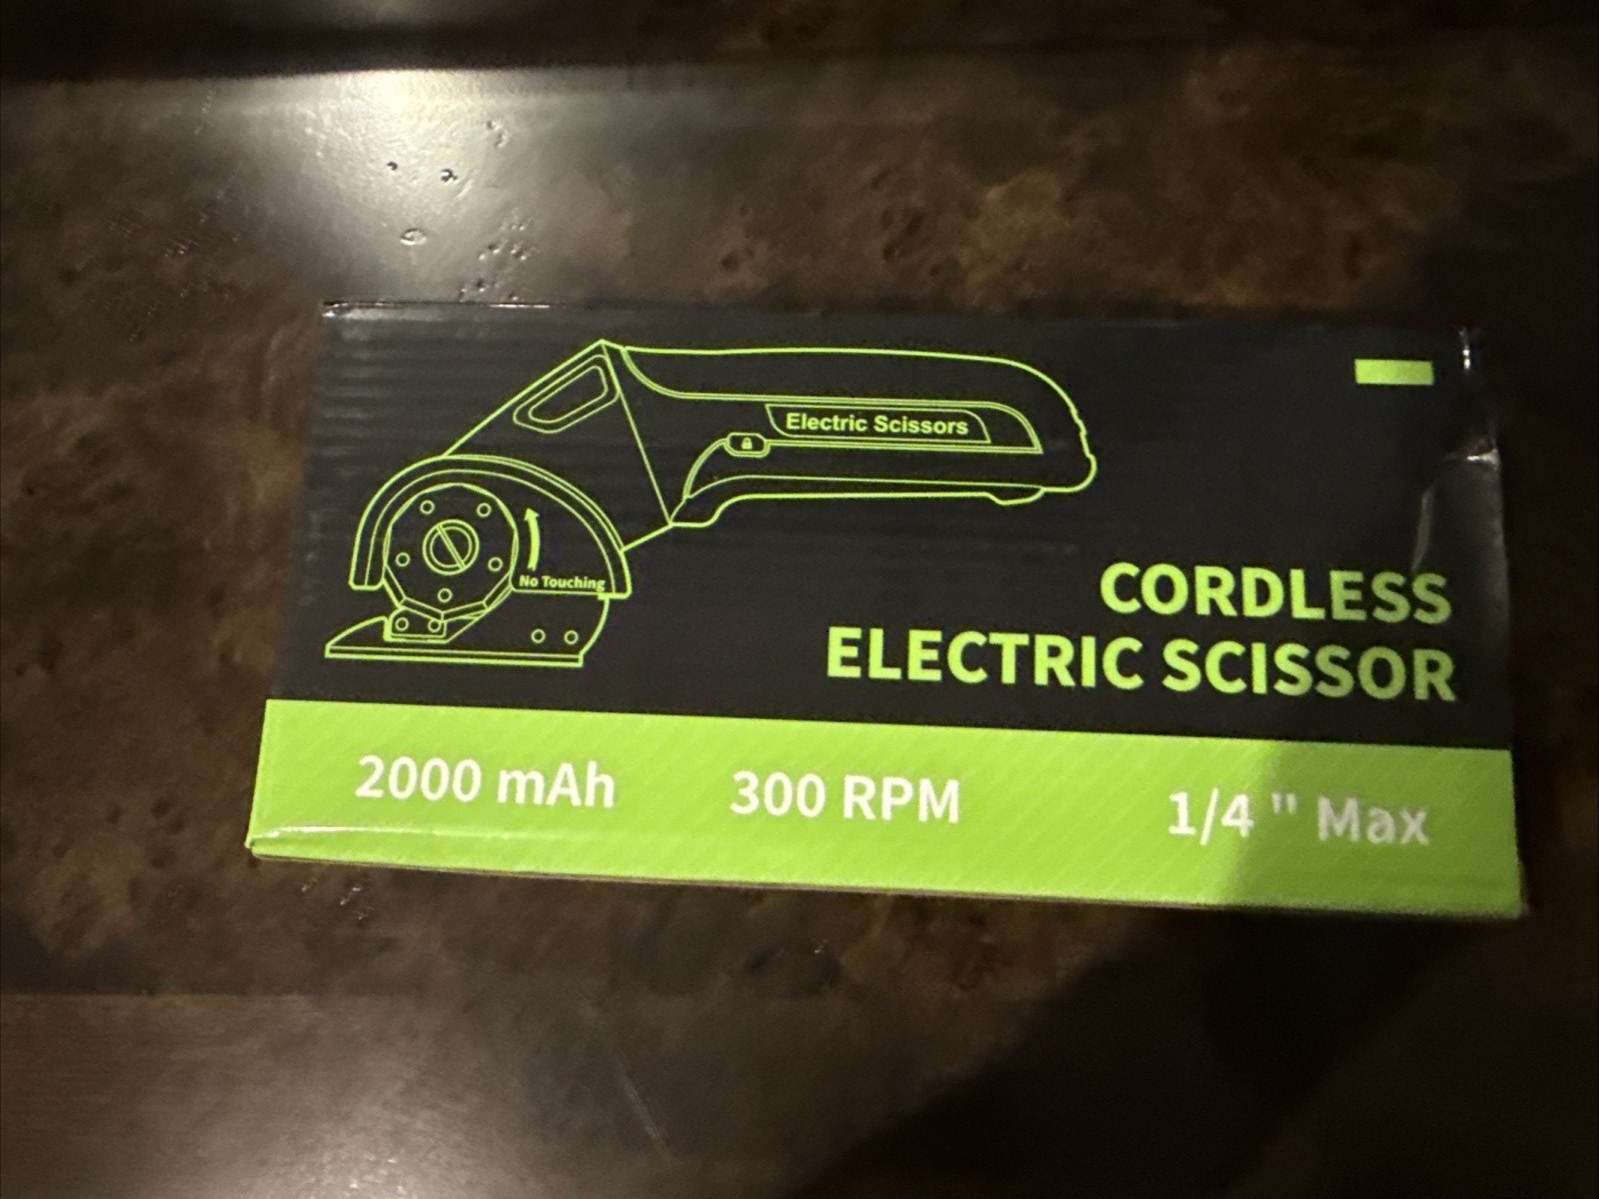 Electric Scissors
No Touching
CORDLESS
ELECTRIC SCISSOR
2000 mAh
300 RPM
1/4 " Max